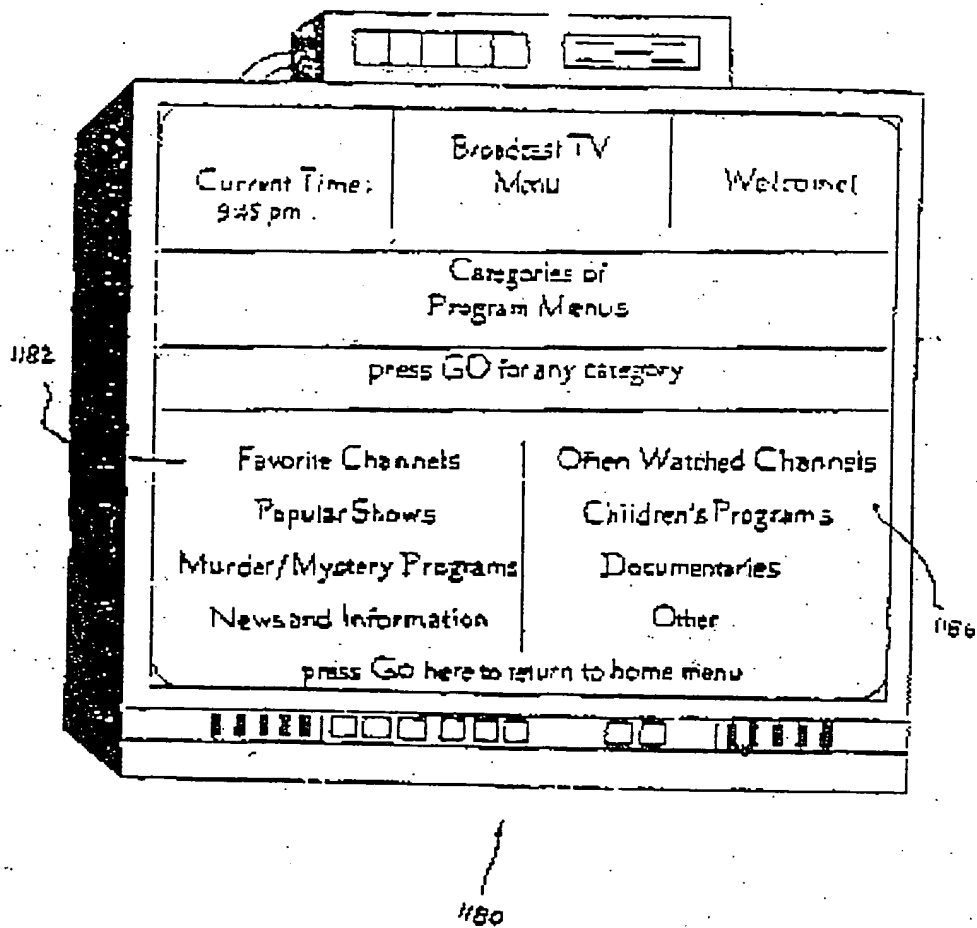 Broadcast TV
Menu
Current Time:
9:45 pm
Welcome!
Categories of
Program Menus
press GO for any category
1182
Favorite Channels
Often Watched Channels
Popular Shows
Children's Programs
Murder/Mystery Programs
Documentaries
News and Information
Other
1186
press Go here to return to home menu
1180